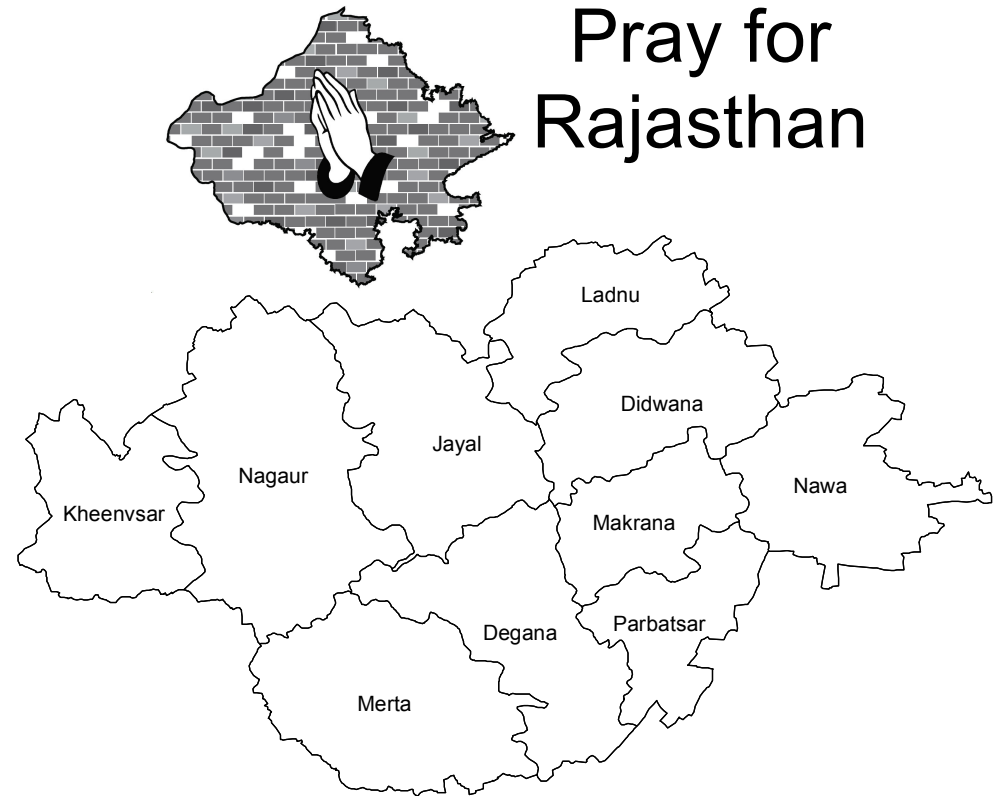 Pray for
Rajasthan
Ladnu
Didwana
Jayal
Nagaur
Nawa
Kheenvsar
Makrana
Degana
Parbatsar
Merta